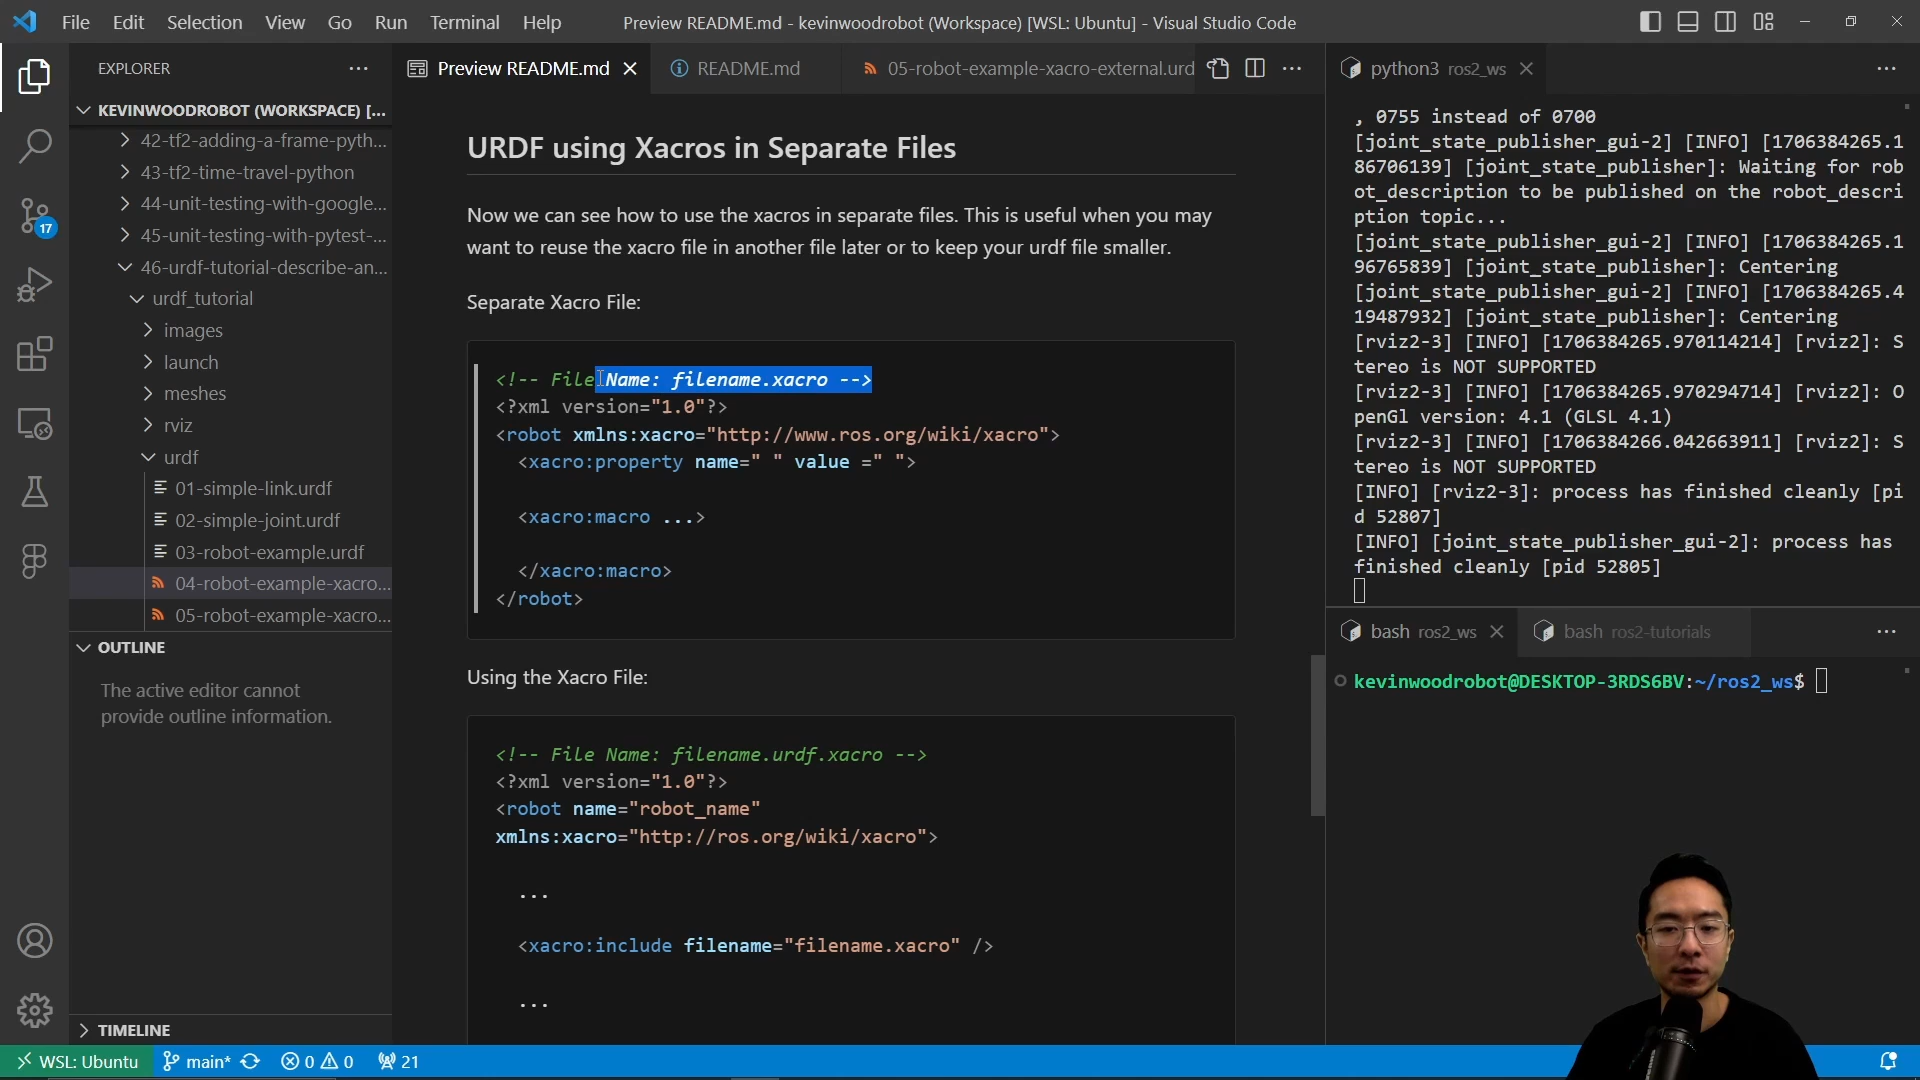 File Edit Selection View Go Run Terminal Help
Preview README.md - kevinwoodrobot (Workspace) [WSL: Ubuntu] - Visual Studio Code
EXPLORER
KEVINWOODROBOT (WORKSPACE) [...
42-tf2-adding-a-frame-pyth...
43-tf2-time-travel-python
44-unit-testing-with-google...
45-unit-testing-with-pytest-...
46-urdf-tutorial-describe-an...
urdf_tutorial
images
launch
meshes
rviz
urdf
01-simple-link.urdf
02-simple-joint.urdf
03-robot-example.urdf
04-robot-example-xacro...
05-robot-example-xacro...
OUTLINE
The active editor cannot
provide outline information.
TIMELINE
17
Preview README.md
README.md
05-robot-example-xacro-external.urd
URDF using Xacros in Separate Files
Now we can see how to use the xacros in separate files. This is useful when you may
want to reuse the xacro file in another file later or to keep your urdf file smaller.
Separate Xacro File:
<!-- File Name: filename.xacro -->
<?xml version="1.0"?>
<robot xmlns:xacro="http://www.ros.org/wiki/xacro">
<xacro:property name=" " value =" ">
<xacro:macro ...>
</xacro:macro>
</robot>
Using the Xacro File:
<!-- File Name: filename.urdf.xacro -->
<?xml version="1.0"?>
<robot name="robot_name"
xmlns:xacro="http://ros.org/wiki/xacro">
...
<xacro:include filename="filename.xacro" />
...
python3 ros2_ws
, 0755 instead of 0700
[joint_state_publisher_gui-2] [INFO] [1706384265.1
86706139] [joint_state_publisher]: Waiting for rob
ot_description to be published on the robot_descri
ption topic...
[joint_state_publisher_gui-2] [INFO] [1706384265.1
96765839] [joint_state_publisher]: Centering
[joint_state_publisher_gui-2] [INFO] [1706384265.4
19487932] [joint_state_publisher]: Centering
[rviz2-3] [INFO] [1706384265.970114214] [rviz2]: S
tereo is NOT SUPPORTED
[rviz2-3] [INFO] [1706384265.970294714] [rviz2]: O
penGl version: 4.1 (GLSL 4.1)
[rviz2-3] [INFO] [1706384266.042663911] [rviz2]: S
tereo is NOT SUPPORTED
[INFO] [rviz2-3]: process has finished cleanly [pi
d 52807]
[INFO] [joint_state_publisher_gui-2]: process has
finished cleanly [pid 52805]
bash ros2_ws
bash ros2-tutorials
kevinwoodrobot@DESKTOP-3RDS6BV:~/ros2_ws$
WSL: Ubuntu main* 0 0 21